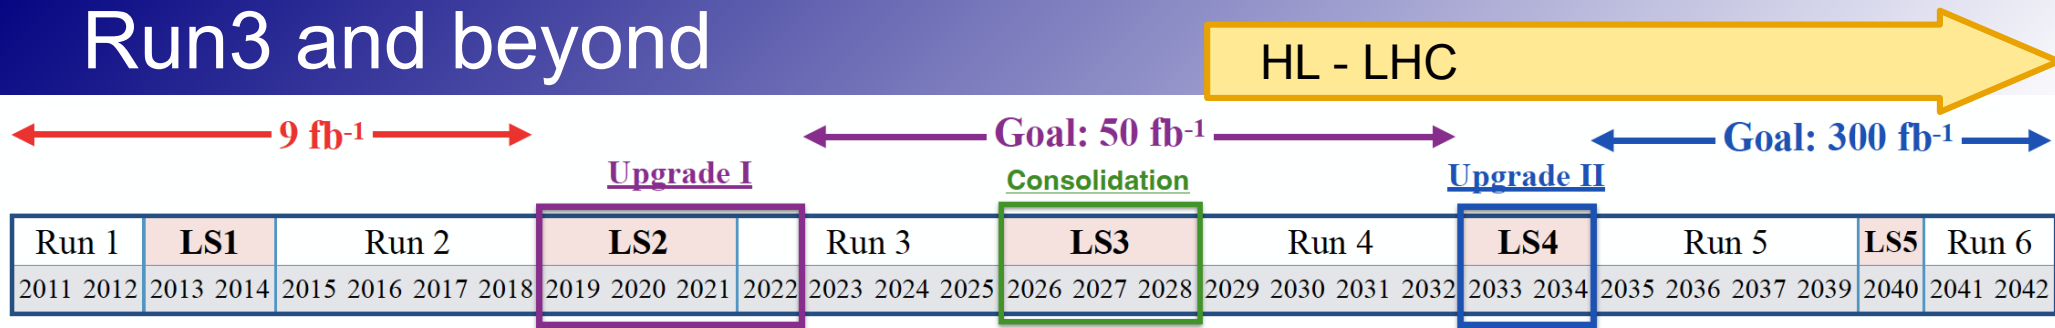 Run3 and beyond
HL - LHC
9 fb-1
Goal: 50 fb-1
Goal: 300 fb-1
Upgrade I
Consolidation
Upgrade II
Run 1 LS1 Run 2 LS2 Run 3 LS3 Run 4 LS4 Run 5 LS5 Run 6
2011 2012 2013 2014 2015 2016 2017 2018 2019 2020 2021 2022 2023 2024 2025 2026 2027 2028 2029 2030 2031 2032 2033 2034 2035 2036 2037 2039 2040 2041 2042